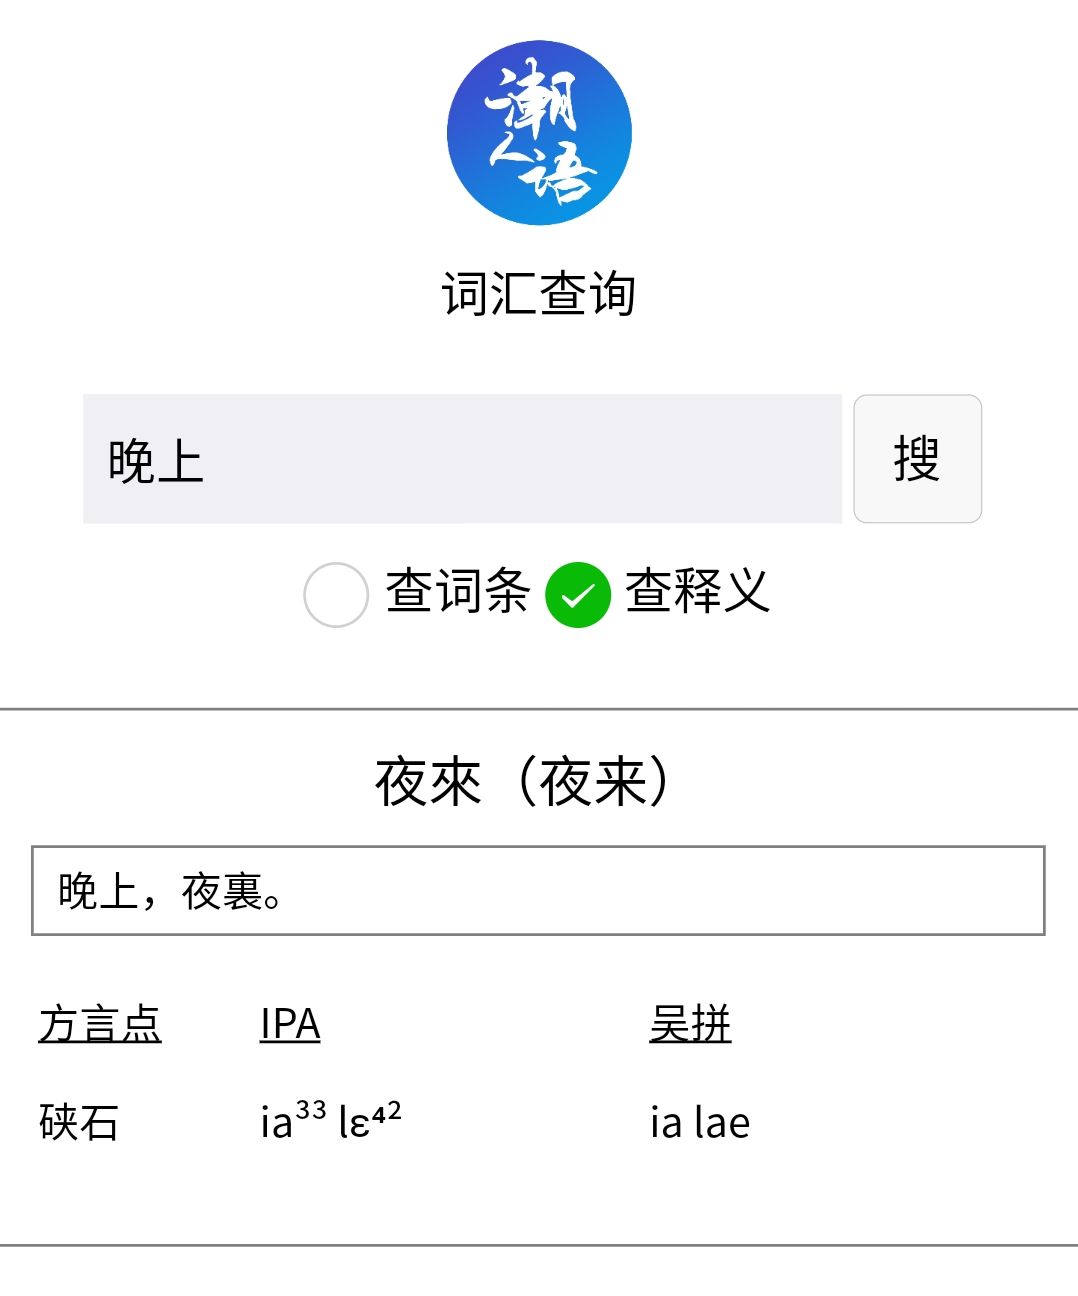 潮
人语
词汇查询
晚上 搜
查词条 查释义
夜來（夜来）
晚上，夜裏。
方言点 IPA 吴拼
硖石 ia³³ lɛ⁴² ia lae